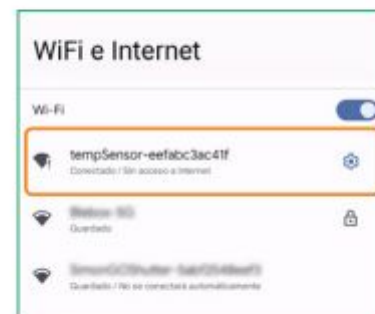 WiFi e Internet
Wi-Fi
tempSensor-eefabc3ac41f
Conectado / Sin acceso a Internet
Guardado
Guardado / No se conectará automáticamente